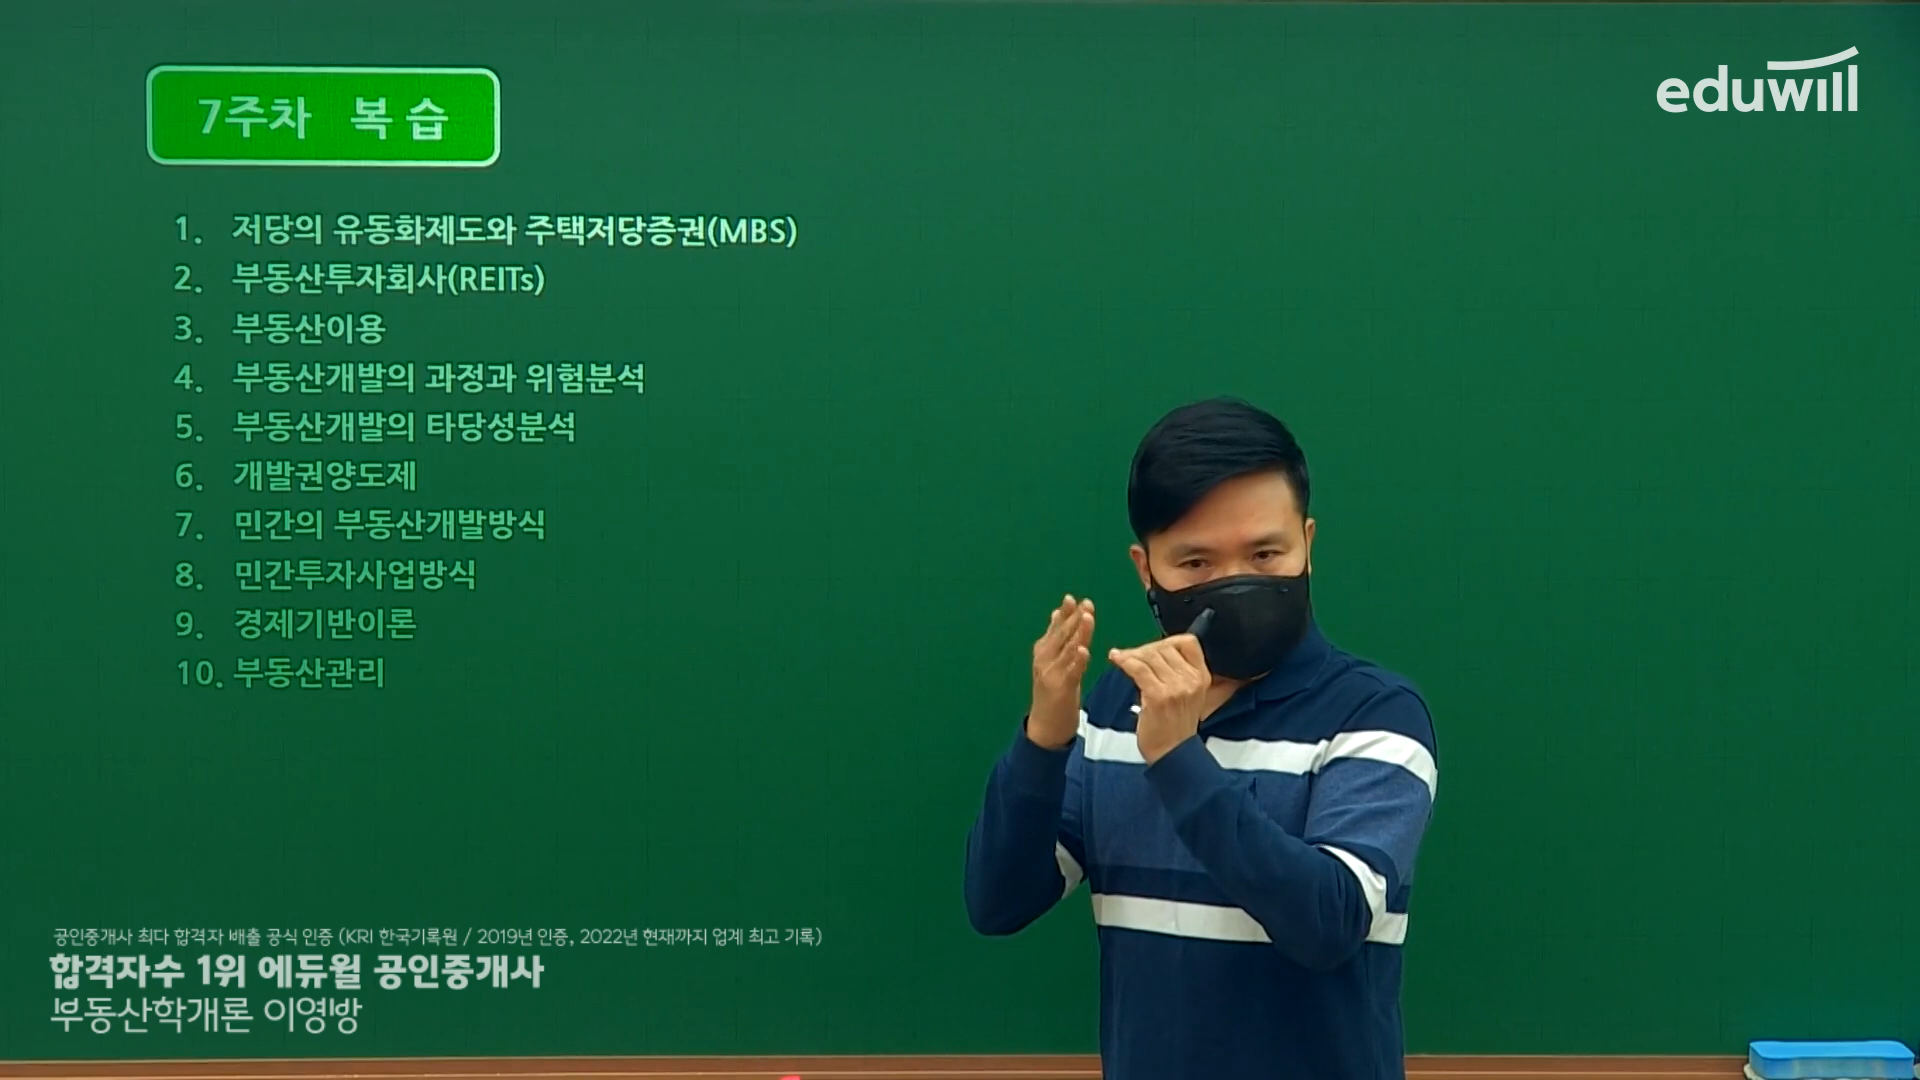 7주차 복습
eduwill
1. 저당의 유동화제도와 주택저당증권(MBS)
2. 부동산투자회사(REITs)
3. 부동산이용
4. 부동산개발의 과정과 위험분석
5. 부동산개발의 타당성분석
6. 개발권양도제
7. 민간의 부동산개발방식
8. 민간투자사업방식
9. 경제기반이론
10. 부동산관리
공인중개사 최다 합격자 배출 공식 인증 (KRI 한국기록원 / 2019년 인증, 2022년 현재까지 업계 최고 기록)
합격자수 1위 에듀윌 공인중개사
부동산학개론 이영방